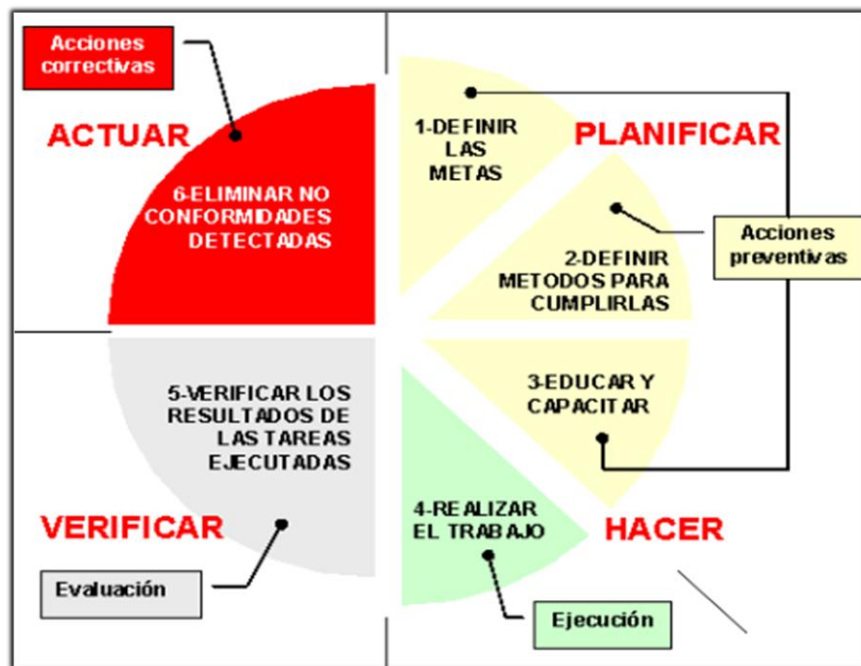 Acciones
correctivas
ACTUAR
6-ELIMINAR NO
CONFORMIDADES
DETECTADAS
1-DEFINIR
LAS
METAS
PLANIFICAR
2-DEFINIR
METODOS PARA
CUMPLIRLAS
Acciones
preventivas
3-EDUCAR Y
CAPACITAR
4-REALIZAR
EL TRABAJO
HACER
Ejecución
5-VERIFICAR LOS
RESULTADOS DE
LAS TAREAS
EJECUTADAS
VERIFICAR
Evaluación